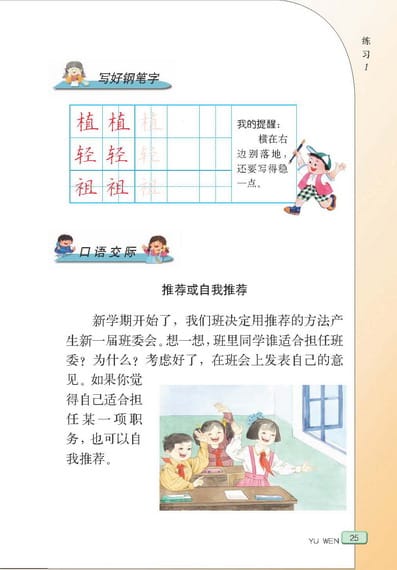 练习1
写好钢笔字
植 植 植
轻 轻 轻
祖 祖 祖
我的提醒：
横在右
边别落地，
还要写得稳
一点。
口语交际
推荐或自我推荐
新学期开始了，我们班决定用推荐的方法产
生新一届班委会。想一想，班里同学谁适合担任班
委？为什么？考虑好了，在班会上发表自己的意
见。如果你觉
得自己适合担
任某一项职
务，也可以自
我推荐。
YU WEN 25